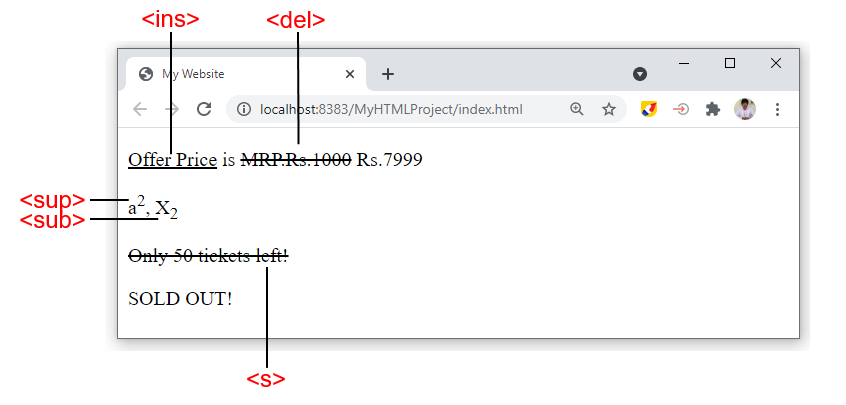 <ins> <del>
My Website
localhost:8383/MyHTMLProject/index.html
Offer Price is MRP.Rs.1000 Rs.7999
<sup>
a2, X2
<sub>
Only 50 tickets left!
SOLD OUT!
<s>